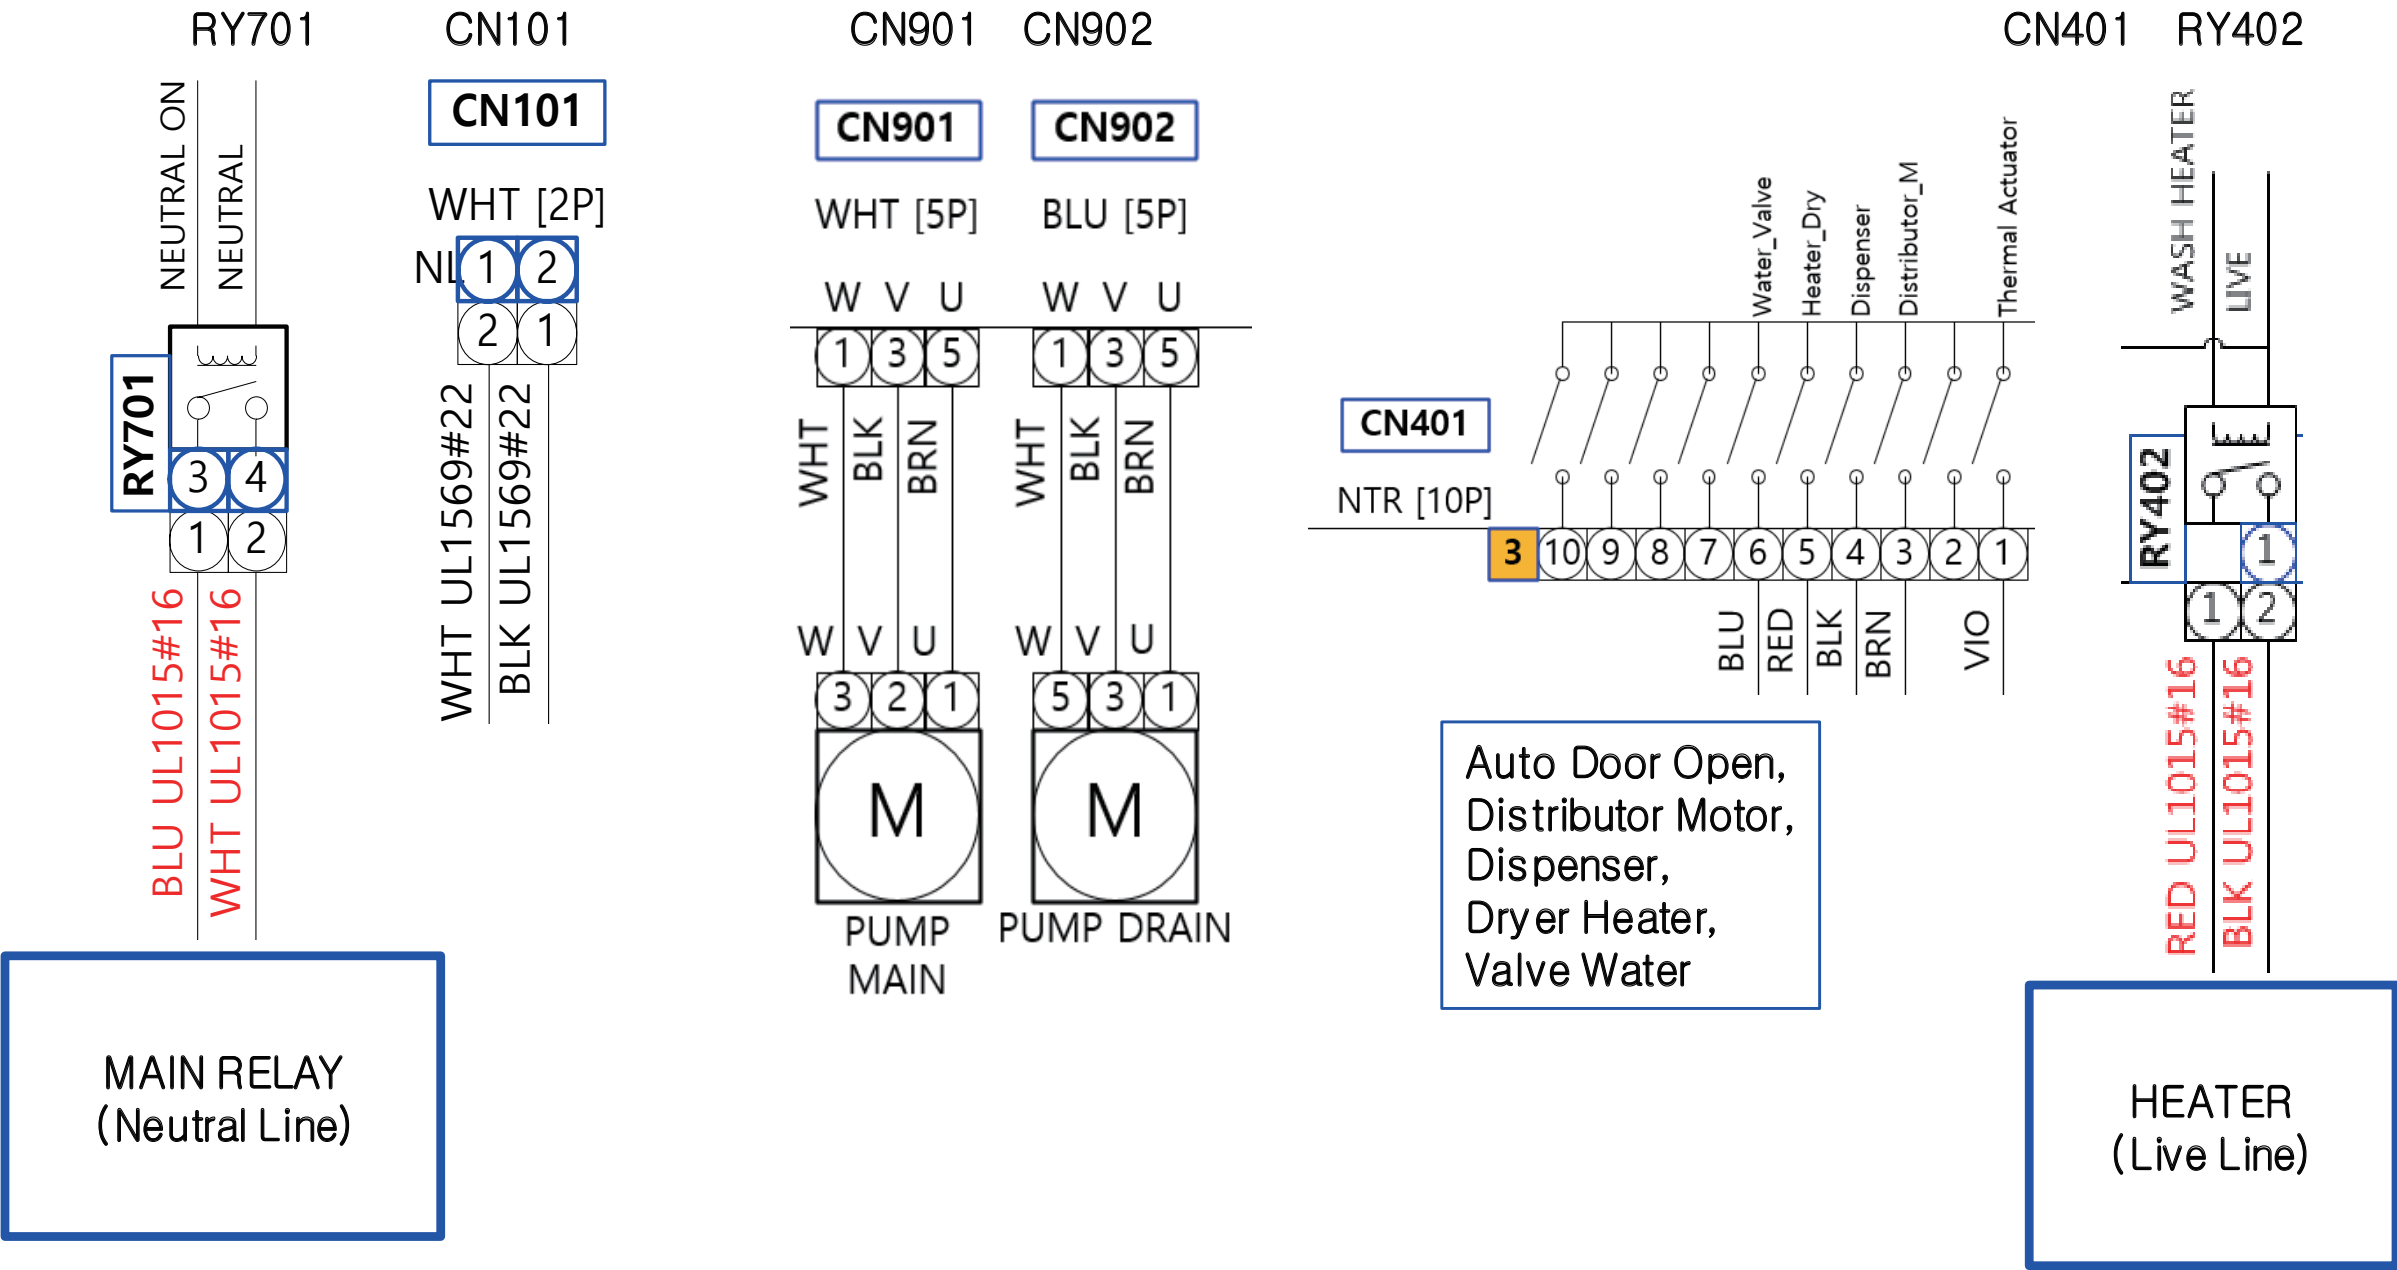 RY701 CN101 CN901 CN902 CN401 RY402
NEUTRAL ON
NEUTRAL
RY701
3 4
1 2
BLU UL1015#16
WHT UL1015#16
MAIN RELAY
(Neutral Line)
CN101
WHT [2P]
NL 1 2
2 1
WHT UL1569#22
BLK UL1569#22
CN901
WHT [5P]
W V U
1 3 5
WHT
BLK
BRN
W V U
3 2 1
M
PUMP
MAIN
CN902
BLU [5P]
W V U
1 3 5
WHT
BLK
BRN
W V U
5 3 1
M
PUMP DRAIN
Water_Valve
Heater_Dry
Dispenser
Distributor_M
Thermal Actuator
CN401
NTR [10P]
3 10 9 8 7 6 5 4 3 2 1
BLU
RED
BLK
BRN
VIO
Auto Door Open,
Distributor Motor,
Dispenser,
Dryer Heater,
Valve Water
WASH HEATER
LIVE
RY402
1
1 2
RED UL1015#16
BLK UL1015#16
HEATER
(Live Line)